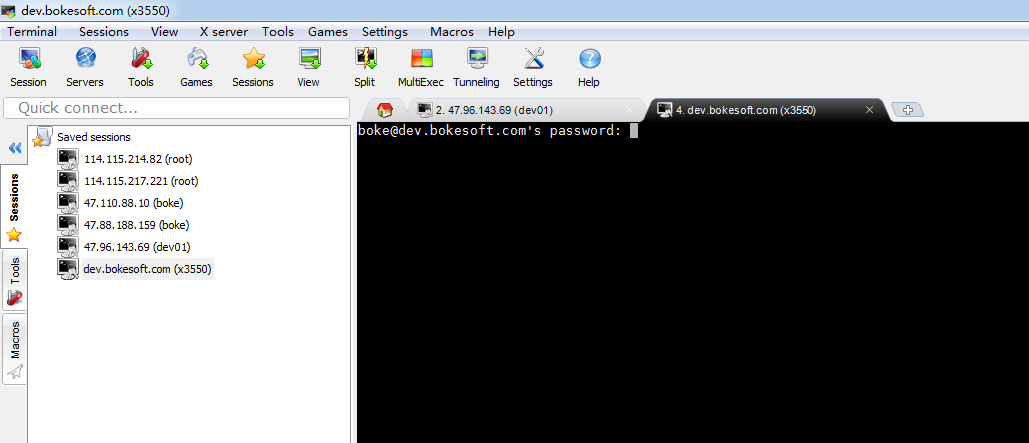 dev.bokesoft.com (x3550)
Terminal Sessions View X server Tools Games Settings Macros Help
Session Servers Tools Games Sessions View Split MultiExec Tunneling Settings Help
Quick connect...
2. 47.96.143.69 (dev01)
4. dev.bokesoft.com (x3550)
Sessions
Tools
Macros
Saved sessions
114.115.214.82 (root)
114.115.217.221 (root)
47.110.88.10 (boke)
47.88.188.159 (boke)
47.96.143.69 (dev01)
dev.bokesoft.com (x3550)
boke@dev.bokesoft.com's password: